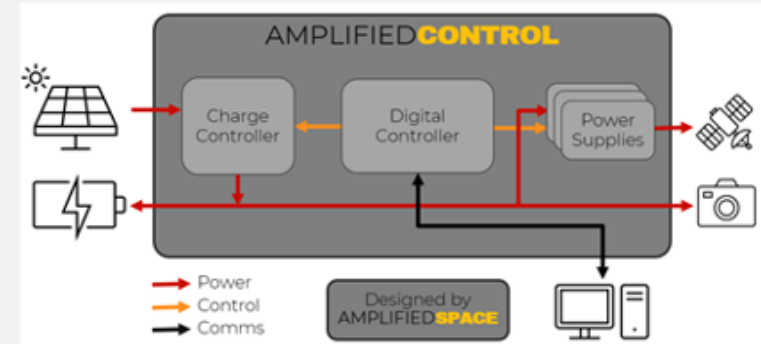 AMPLIFIEDCONTROL
Charge
Controller
Digital
Controller
Power
Supplies
Power
Control
Comms
Designed by
AMPLIFIEDSPACE